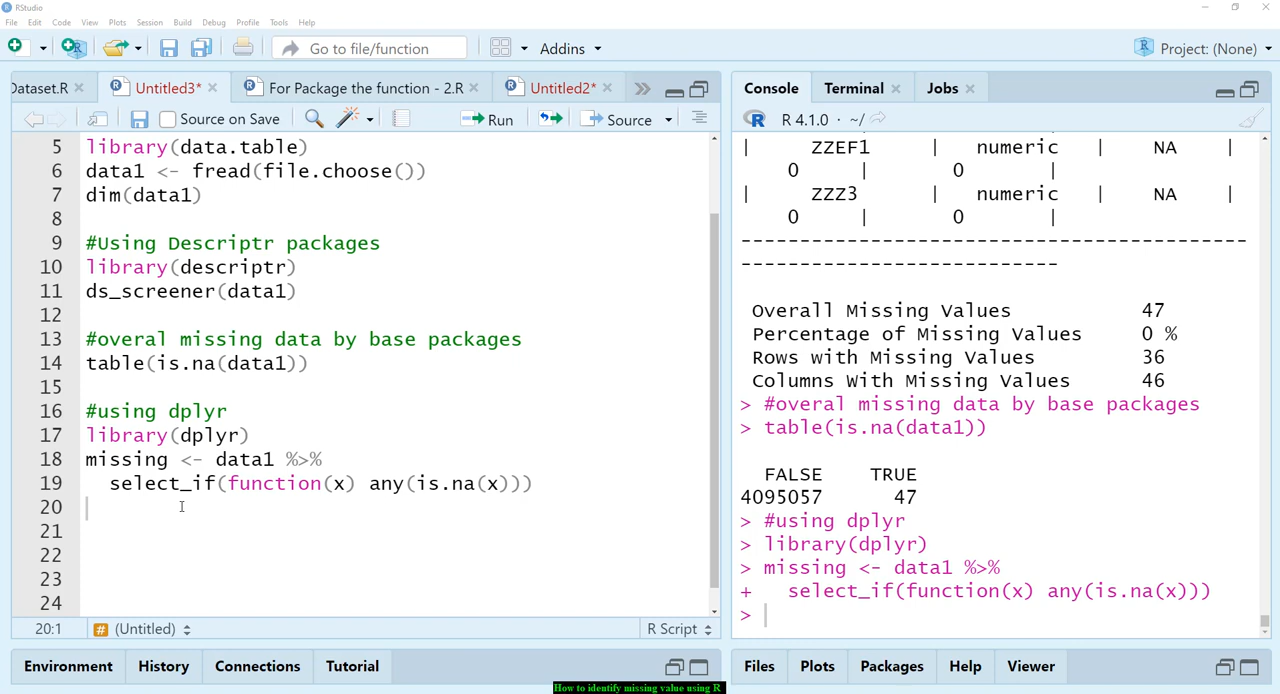 RStudio
File Edit Code View Plots Session Build Debug Profile Tools Help
Go to file/function
Addins
Project: (None)
Dataset.R
Untitled3*
For Package the function - 2.R
Untitled2*
Source on Save
Run
Source
5 library(data.table)
6 data1 <- fread(file.choose())
7 dim(data1)
8
9 #Using Descriptr packages
10 library(descriptr)
11 ds_screener(data1)
12
13 #overal missing data by base packages
14 table(is.na(data1))
15
16 #using dplyr
17 library(dplyr)
18 missing <- data1 %>%
19 select_if(function(x) any(is.na(x)))
20
21
22
23
24
20:1 # (Untitled) R Script
Environment History Connections Tutorial
Console Terminal Jobs
R 4.1.0 · ~/
| ZZEF1 | numeric | NA |
0 | 0 |
| ZZZ3 | numeric | NA |
0 | 0 |
-------------------------------------------
---------------------------
Overall Missing Values 47
Percentage of Missing Values 0 %
Rows with Missing Values 36
Columns With Missing Values 46
> #overal missing data by base packages
> table(is.na(data1))
FALSE TRUE
4095057 47
> #using dplyr
> library(dplyr)
> missing <- data1 %>%
+ select_if(function(x) any(is.na(x)))
>
Files Plots Packages Help Viewer
How to identify missing value using R